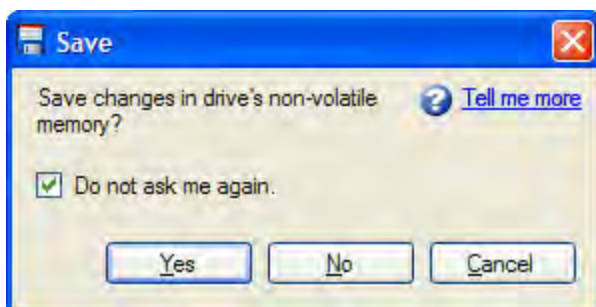 Save
Save changes in drive's non-volatile
memory?
Tell me more
Do not ask me again.
Yes
No
Cancel